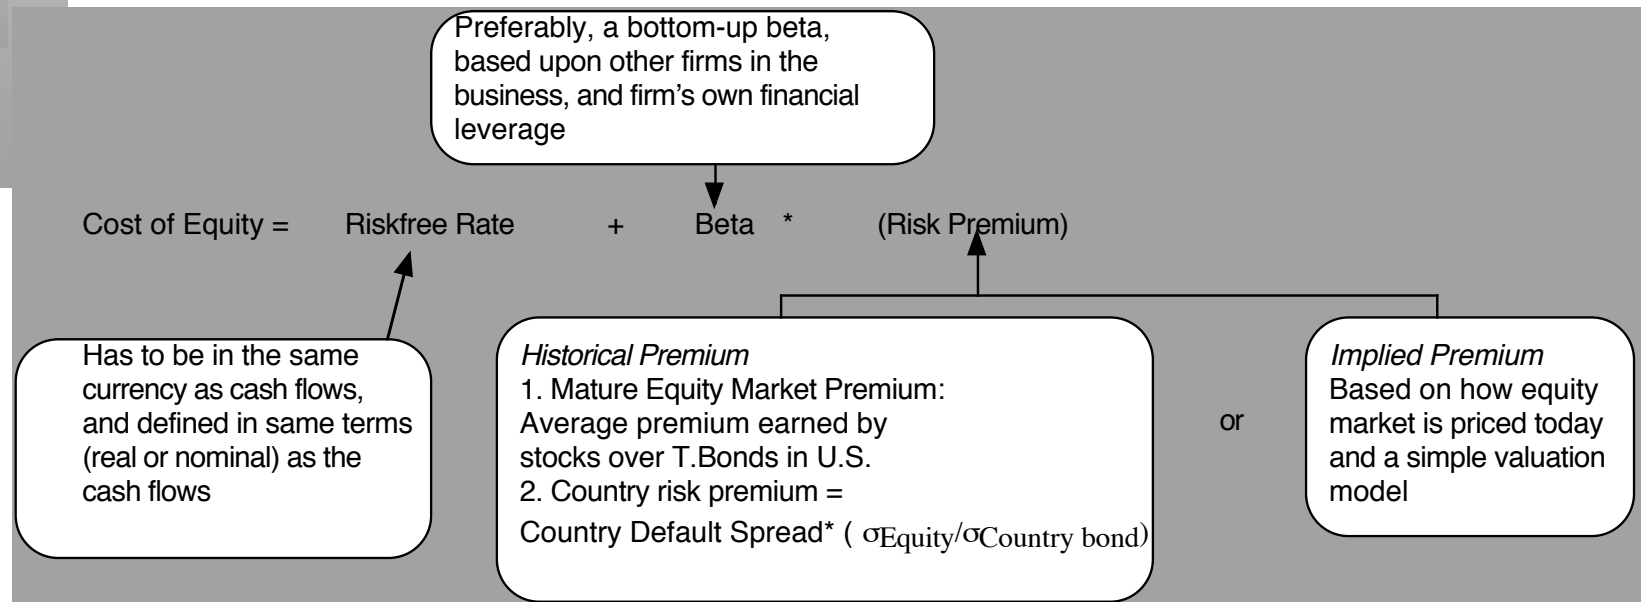 Preferably, a bottom-up beta,
based upon other firms in the
business, and firm's own financial
leverage
Cost of Equity = Riskfree Rate + Beta * (Risk Premium)
Has to be in the same
currency as cash flows,
and defined in same terms
(real or nominal) as the
cash flows
Historical Premium
1. Mature Equity Market Premium:
Average premium earned by
stocks over T.Bonds in U.S.
2. Country risk premium =
Country Default Spread* ( σEquity/σCountry bond)
or
Implied Premium
Based on how equity
market is priced today
and a simple valuation
model